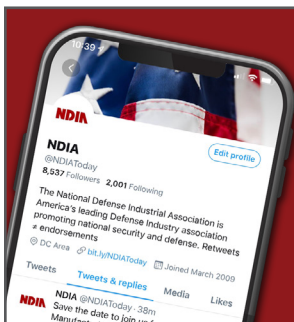 10:39
NDIA
NDIA
Edit profile
@NDIAToday
8,537 Followers 2,001 Following
The National Defense Industrial Association is
America's leading Defense Industry association
promoting national security and defense. Retweets
≠ endorsements
DC Area bit.ly/NDIAToday Joined March 2009
Tweets Tweets & replies Media Likes
NDIA NDIA @NDIAToday · 38m
Save the date to join us f
Manufact